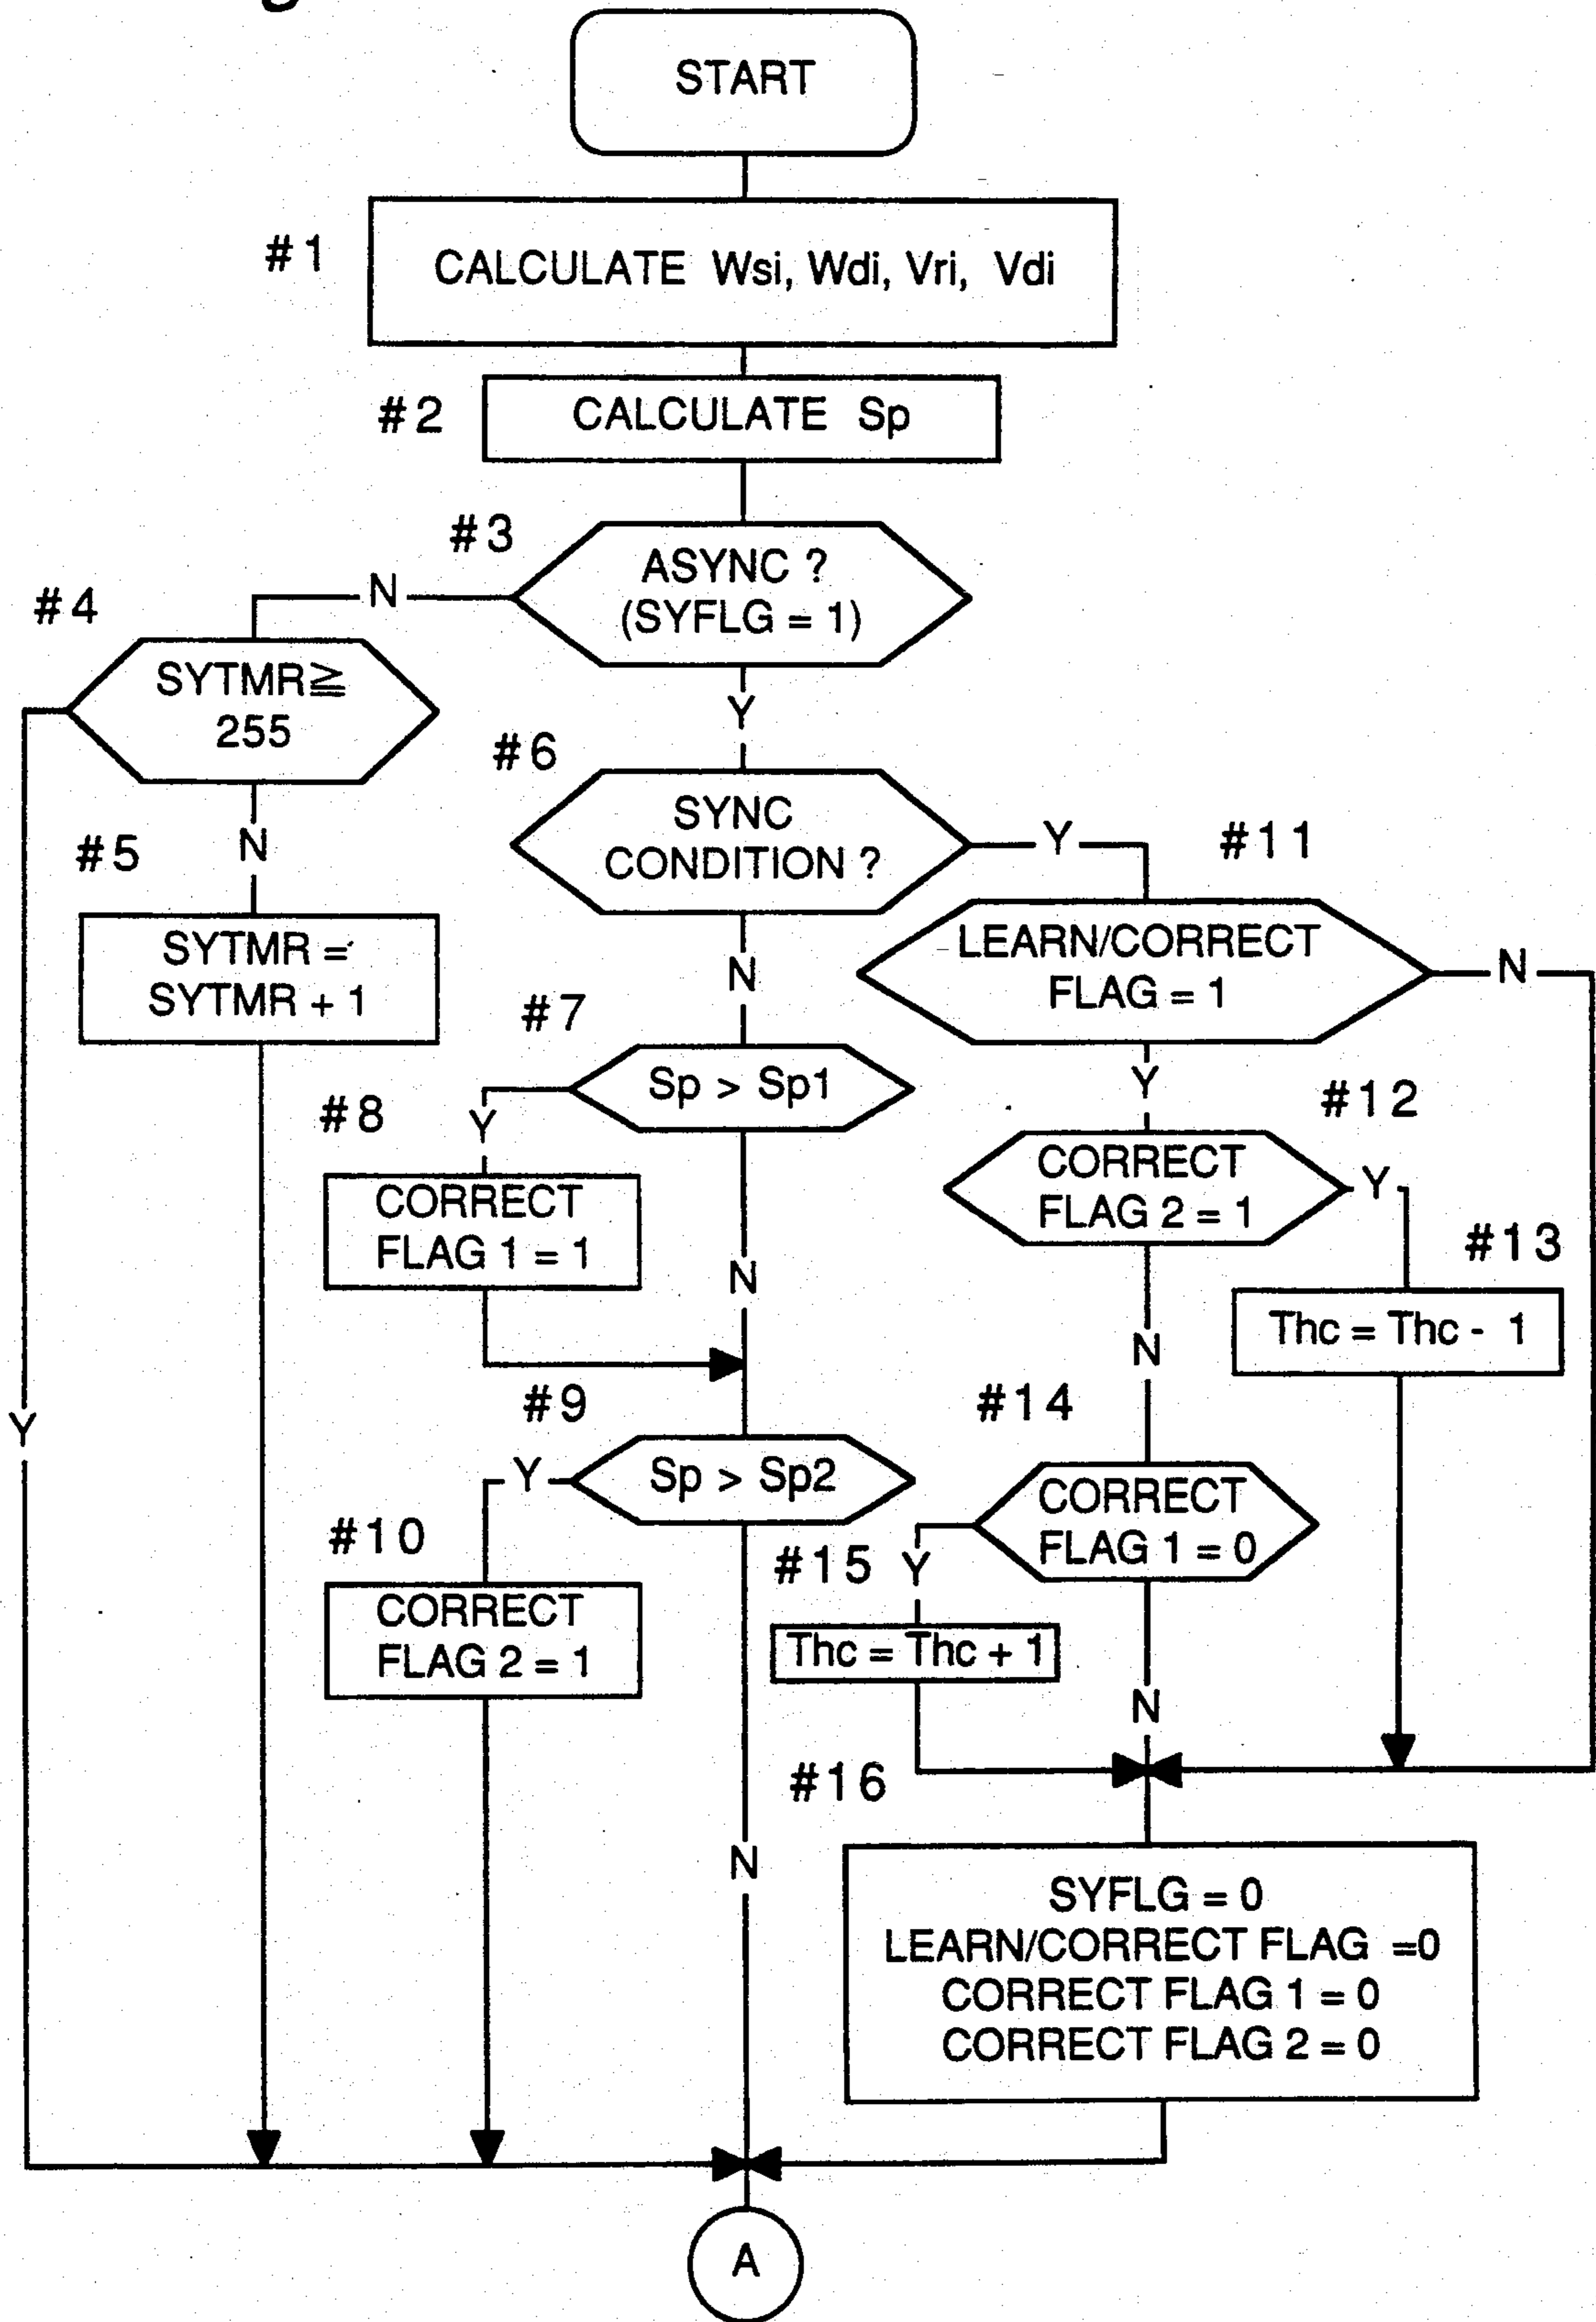 START
#1
CALCULATE Wsi, Wdi, Vri, Vdi
#2
CALCULATE Sp
#3
ASYNC ?
(SYFLG = 1)
N
Y
#4
SYTMR≧
255
Y
N
#5
SYTMR =
SYTMR + 1
#6
SYNC
CONDITION ?
Y
N
#7
Sp > Sp1
Y
N
#8
CORRECT
FLAG 1 = 1
#9
Sp > Sp2
Y
N
#10
CORRECT
FLAG 2 = 1
#11
LEARN/CORRECT
FLAG = 1
N
Y
#12
CORRECT
FLAG 2 = 1
Y
N
#13
Thc = Thc - 1
#14
CORRECT
FLAG 1 = 0
Y
N
#15
Thc = Thc + 1
#16
SYFLG = 0
LEARN/CORRECT FLAG =0
CORRECT FLAG 1 = 0
CORRECT FLAG 2 = 0
A